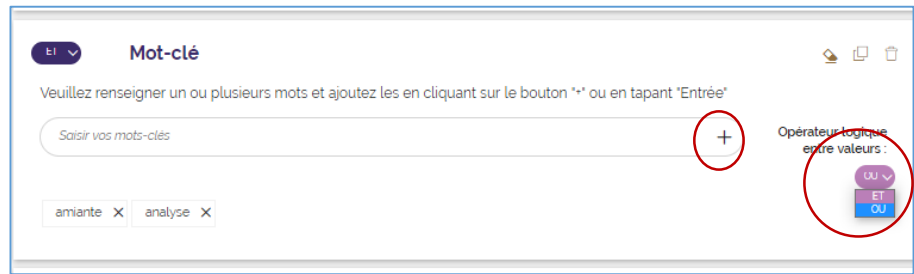 ET
Mot-clé
Veuillez renseigner un ou plusieurs mots et ajoutez les en cliquant sur le bouton "+" ou en tapant "Entrée"
Saisir vos mots-clés
+
Opérateur logique
entre valeurs :
OU
ET
OU
amiante X analyse X